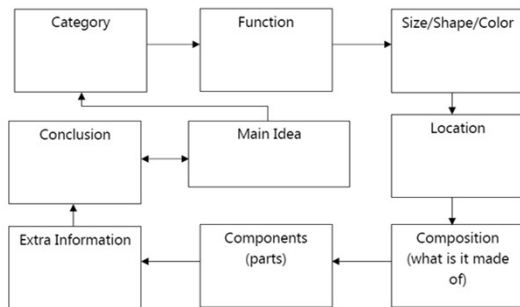 Category
Function
Size/Shape/Color
Conclusion
Main Idea
Location
Extra Information
Components
(parts)
Composition
(what is it made
of)